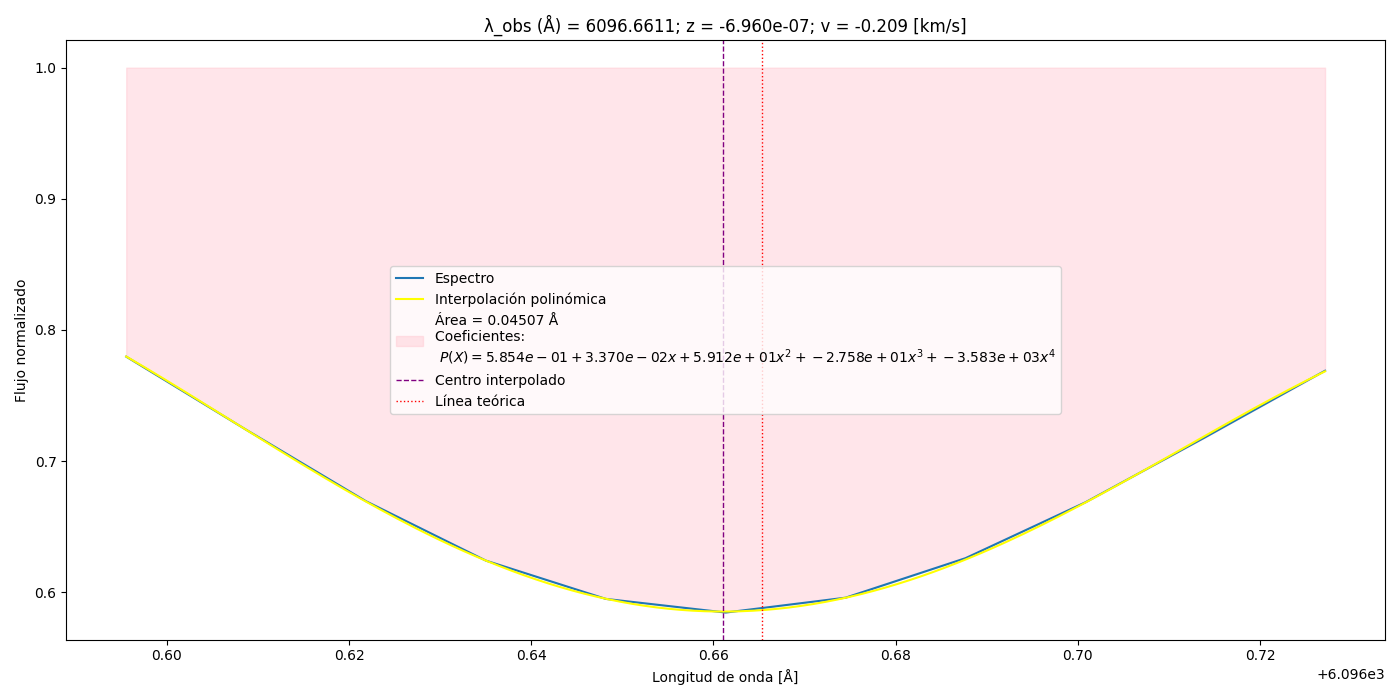 λ_obs (Å) = 6096.6611; z = -6.960e-07; v = -0.209 [km/s]
Flujo normalizado
1.0
0.9
0.8
0.7
0.6
Espectro
Interpolación polinómica
Área = 0.04507 Å
Coeficientes:
P(X) = 5.854e − 01 + 3.370e − 02x + 5.912e + 01x² + −2.758e + 01x³ + −3.583e + 03x⁴
Centro interpolado
Línea teórica
0.60 0.62 0.64 0.66 0.68 0.70 0.72
+6.096e3
Longitud de onda [Å]